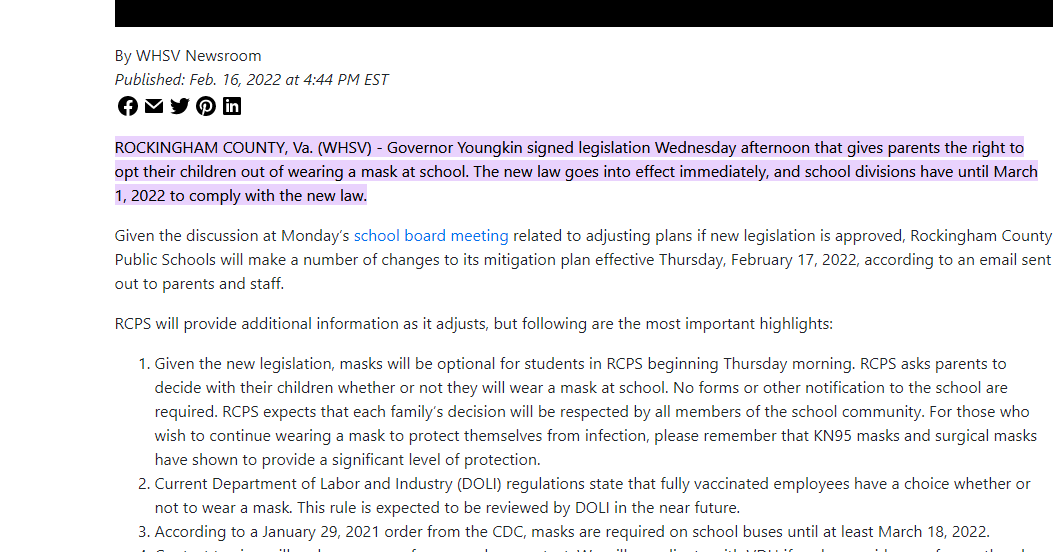 By WHSV Newsroom
Published: Feb. 16, 2022 at 4:44 PM EST
ROCKINGHAM COUNTY, Va. (WHSV) - Governor Youngkin signed legislation Wednesday afternoon that gives parents the right to
opt their children out of wearing a mask at school. The new law goes into effect immediately, and school divisions have until March
1, 2022 to comply with the new law.
Given the discussion at Monday's school board meeting related to adjusting plans if new legislation is approved, Rockingham County
Public Schools will make a number of changes to its mitigation plan effective Thursday, February 17, 2022, according to an email sent
out to parents and staff.
RCPS will provide additional information as it adjusts, but following are the most important highlights:
1. Given the new legislation, masks will be optional for students in RCPS beginning Thursday morning. RCPS asks parents to
decide with their children whether or not they will wear a mask at school. No forms or other notification to the school are
required. RCPS expects that each family's decision will be respected by all members of the school community. For those who
wish to continue wearing a mask to protect themselves from infection, please remember that KN95 masks and surgical masks
have shown to provide a significant level of protection.
2. Current Department of Labor and Industry (DOLI) regulations state that fully vaccinated employees have a choice whether or
not to wear a mask. This rule is expected to be reviewed by DOLI in the near future.
3. According to a January 29, 2021 order from the CDC, masks are required on school buses until at least March 18, 2022.